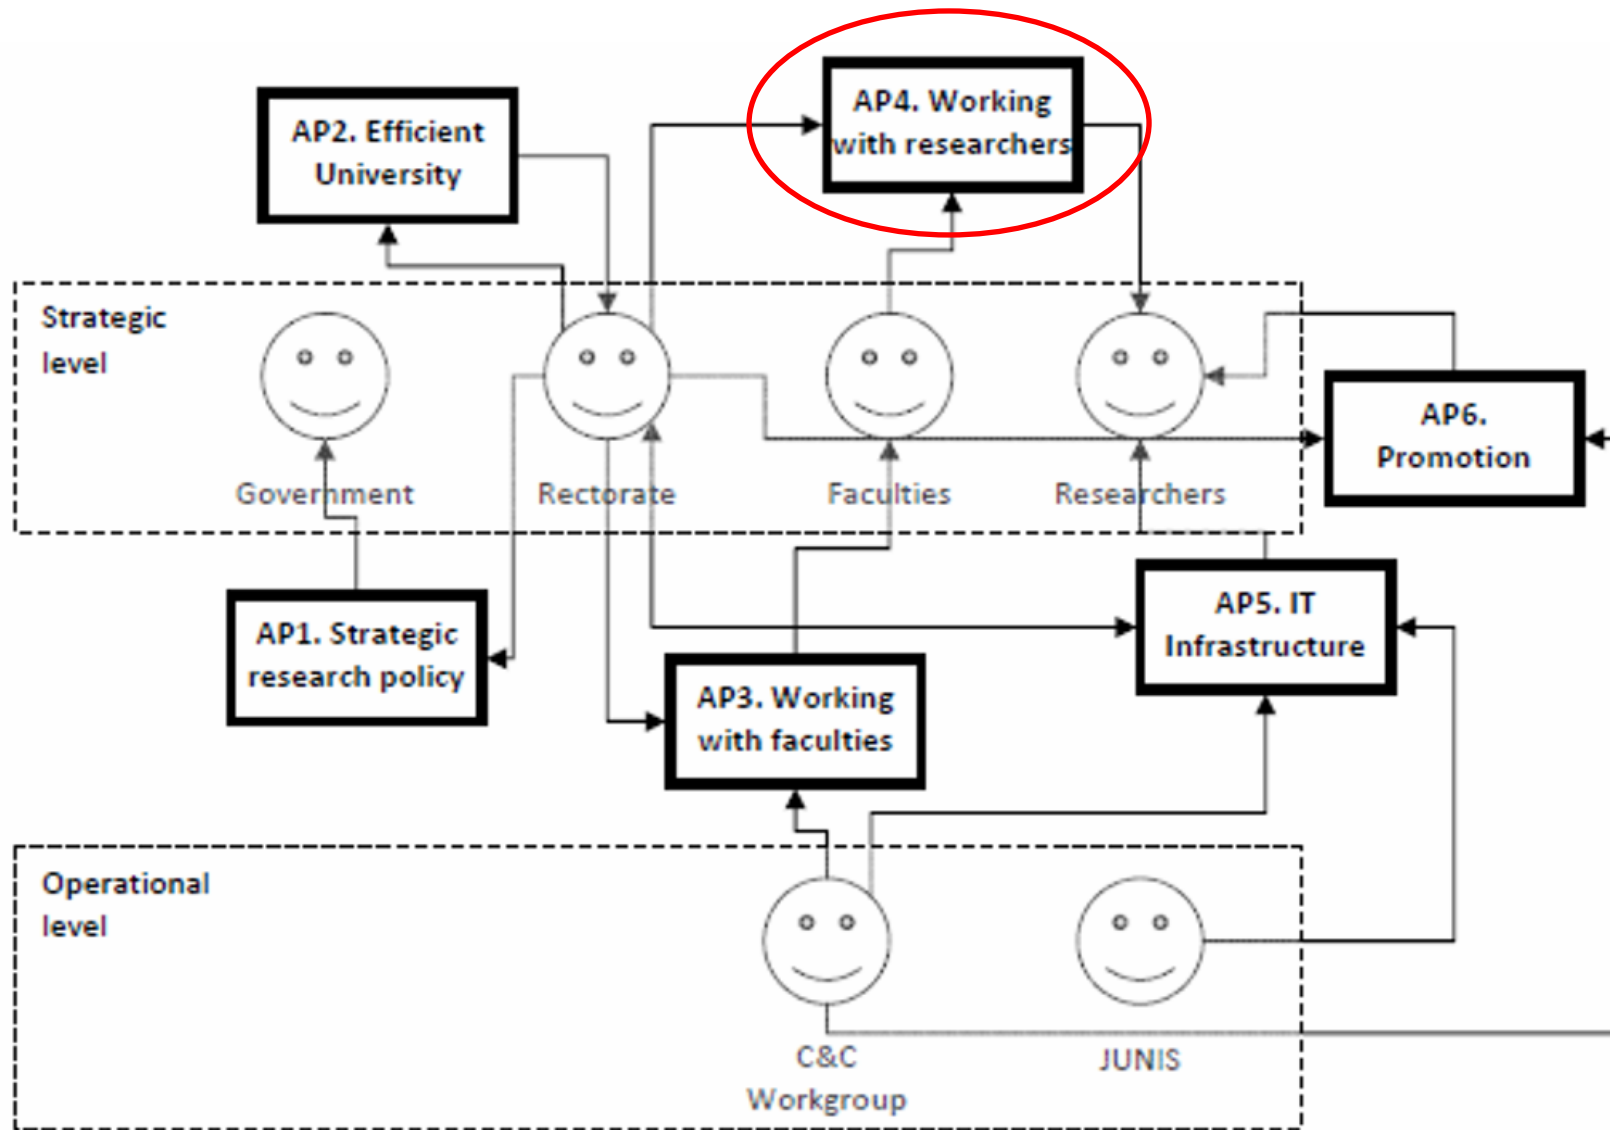 AP4. Working
with researchers
AP2. Efficient
University
Strategic
level
AP6.
Promotion
Government
Rectorate
Faculties
Researchers
AP5. IT
Infrastructure
AP1. Strategic
research policy
AP3. Working
with faculties
Operational
level
C&C
Workgroup
JUNIS